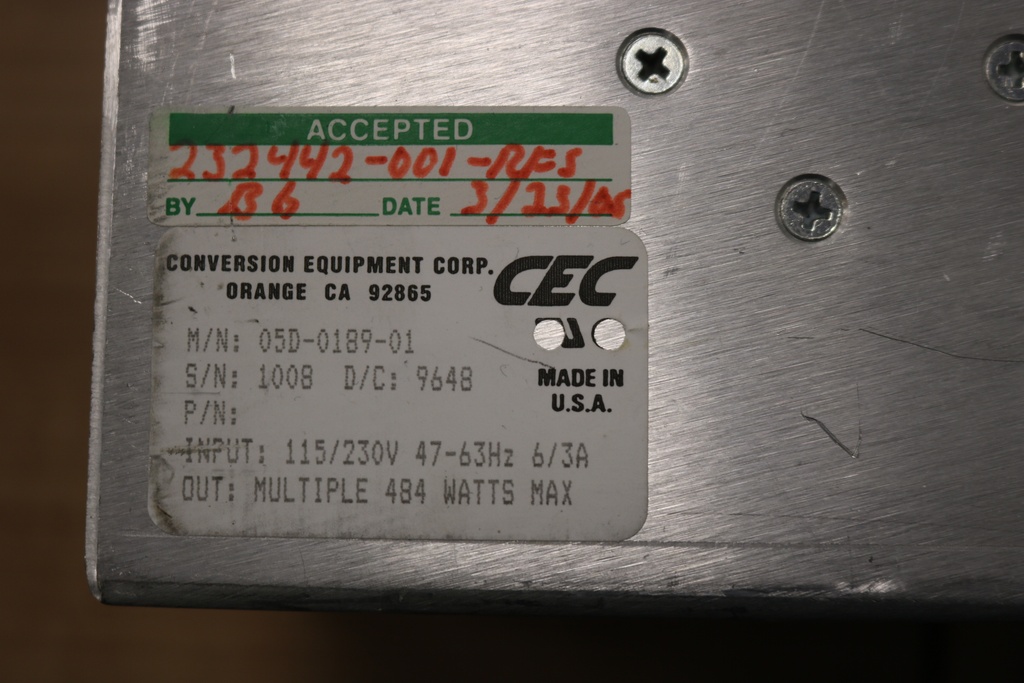 ACCEPTED
232442-001-RFS
BY B6 DATE 3/23/05
CONVERSION EQUIPMENT CORP. CEC
ORANGE CA 92865
M/N: 05D-0189-01
S/N: 1008 D/C: 9648
MADE IN
U.S.A.
P/N:
INPUT: 115/230V 47-63Hz 6/3A
OUT: MULTIPLE 484 WATTS MAX